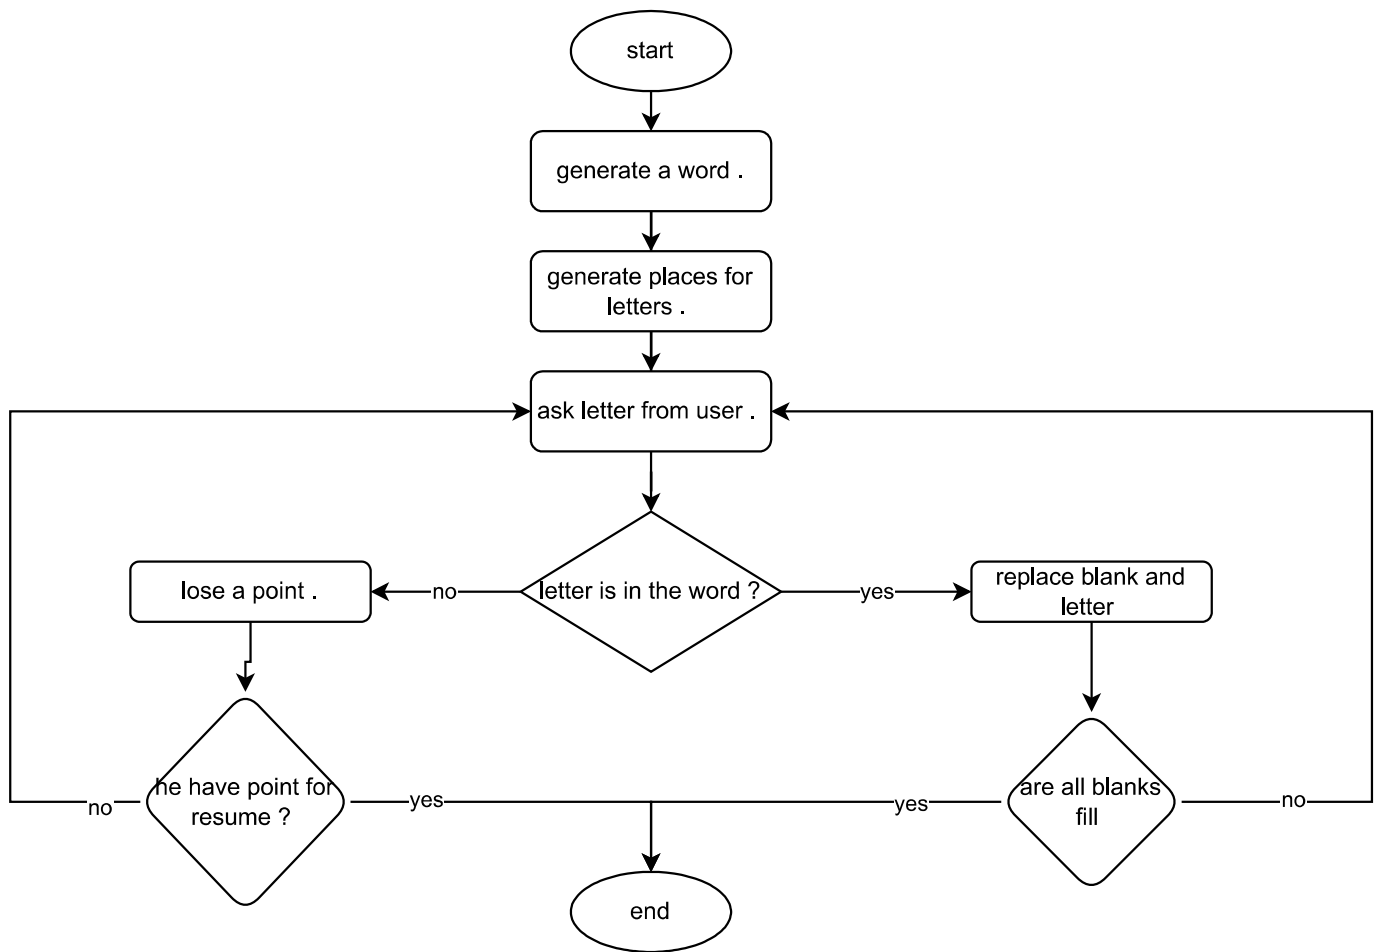 start
generate a word .
generate places for
letters .
ask letter from user .
letter is in the word ?
no
yes
lose a point .
replace blank and
letter
he have point for
resume ?
no
yes
are all blanks
fill
yes
no
end